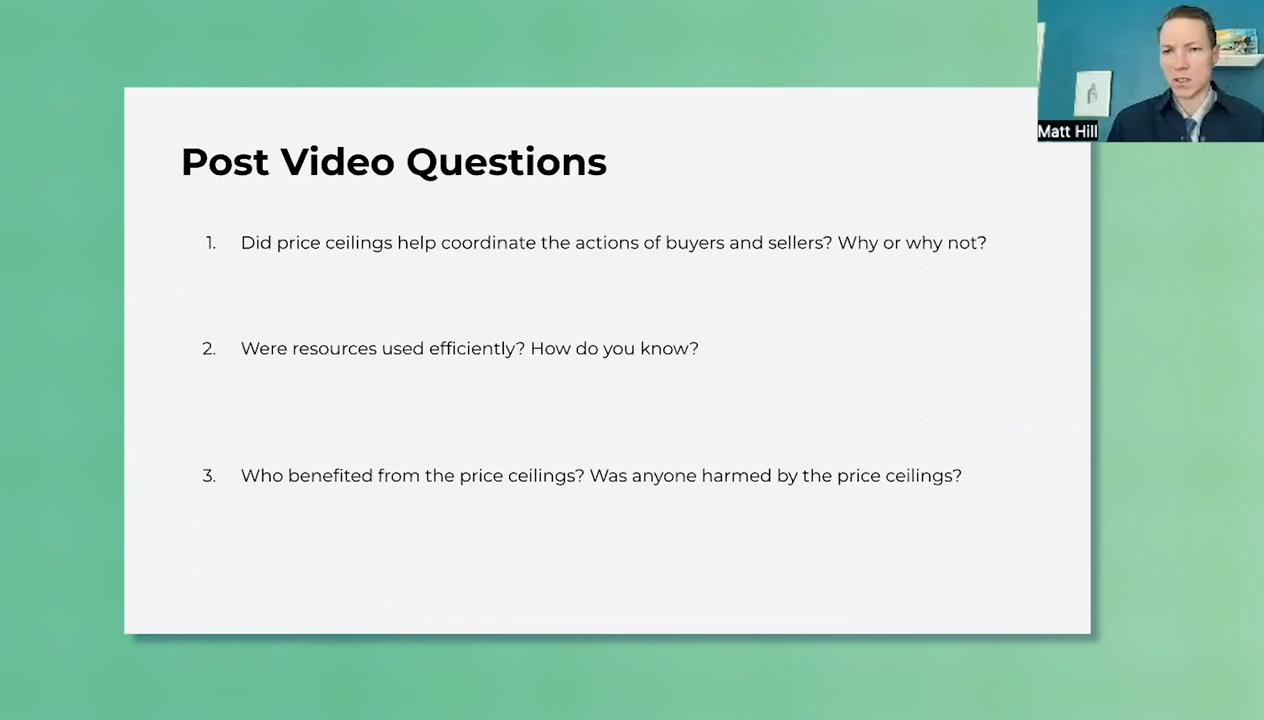 Post Video Questions
1. Did price ceilings help coordinate the actions of buyers and sellers? Why or why not?
2. Were resources used efficiently? How do you know?
3. Who benefited from the price ceilings? Was anyone harmed by the price ceilings?
Matt Hill